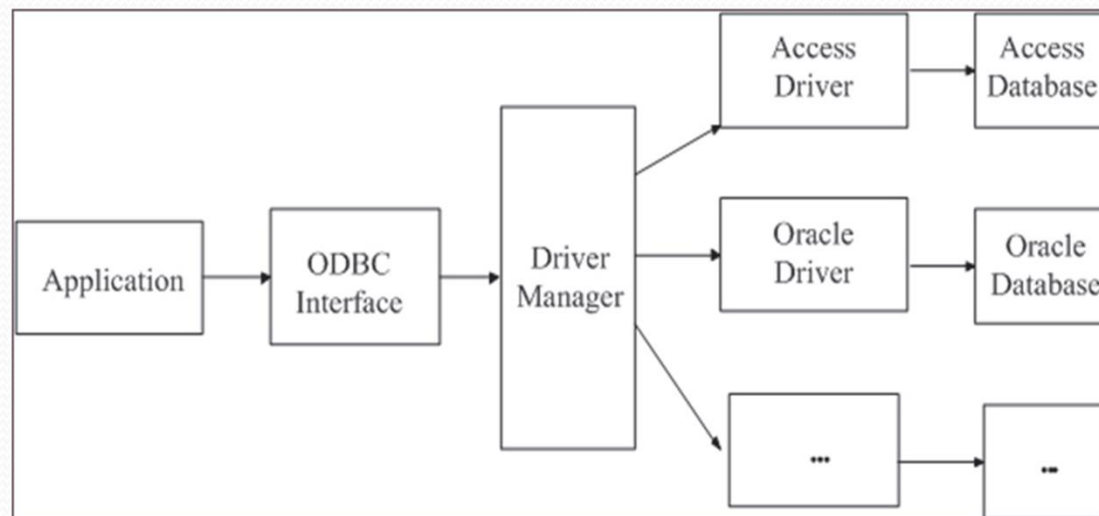 Application
ODBC
Interface
Driver
Manager
Access
Driver
Access
Database
Oracle
Driver
Oracle
Database
...
...